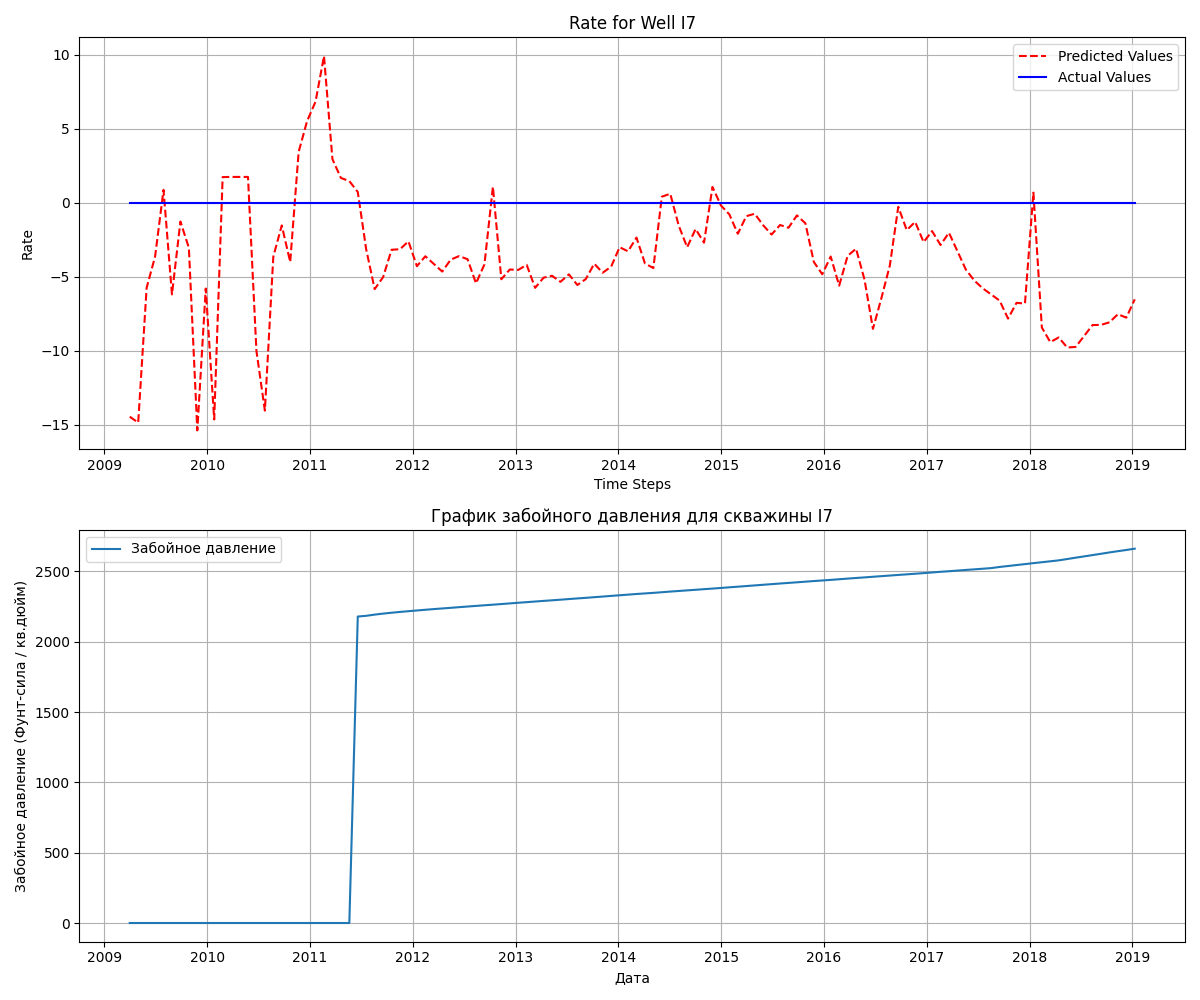 Rate for Well I7
Predicted Values
Actual Values
Rate
10
5
0
−5
−10
−15
2009 2010 2011 2012 2013 2014 2015 2016 2017 2018 2019
Time Steps
График забойного давления для скважины I7
Забойное давление
Забойное давление (Фунт-сила / кв.дюйм)
2500
2000
1500
1000
500
0
2009 2010 2011 2012 2013 2014 2015 2016 2017 2018 2019
Дата